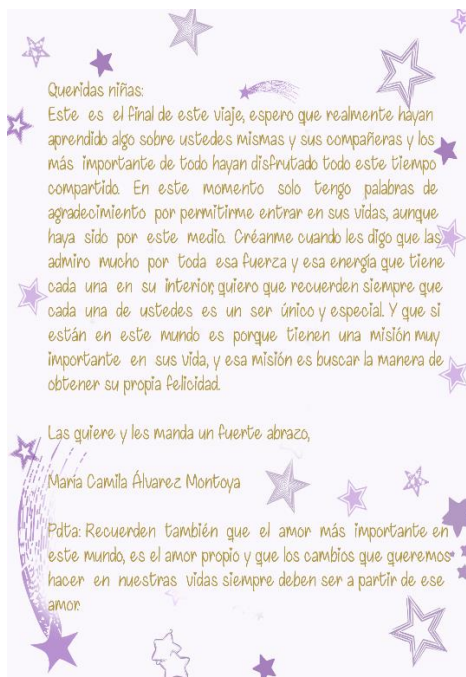 Queridas niñas:
Este es el final de este viaje, espero que realmente hayan
aprendido algo sobre ustedes mismas y sus compañeras y los
más importante de todo hayan disfrutado todo este tiempo
compartido. En este momento solo tengo palabras de
agradecimiento por permitirme entrar en sus vidas, aunque
haya sido por este medio. Créanme cuando les digo que las
admiro mucho por toda esa fuerza y esa energía que tiene
cada una en su interior, quiero que recuerden siempre que
cada una de ustedes es un ser único y especial. Y que si
están en este mundo es porque tienen una misión muy
importante en sus vida, y esa misión es buscar la manera de
obtener su propia felicidad.
Las quiere y les manda un fuerte abrazo,
María Camila Álvarez Montoya
Pdta: Recuerden también que el amor más importante en
este mundo, es el amor propio y que los cambios que queremos
hacer en nuestras vidas siempre deben ser a partir de ese
amor.